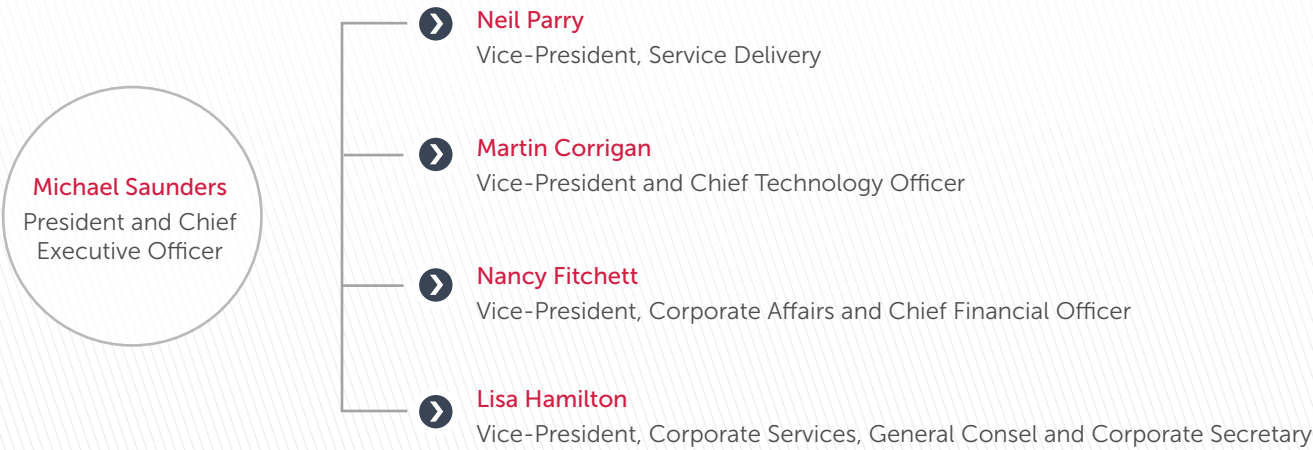 Michael Saunders
President and Chief
Executive Officer
Neil Parry
Vice-President, Service Delivery
Martin Corrigan
Vice-President and Chief Technology Officer
Nancy Fitchett
Vice-President, Corporate Affairs and Chief Financial Officer
Lisa Hamilton
Vice-President, Corporate Services, General Consel and Corporate Secretary